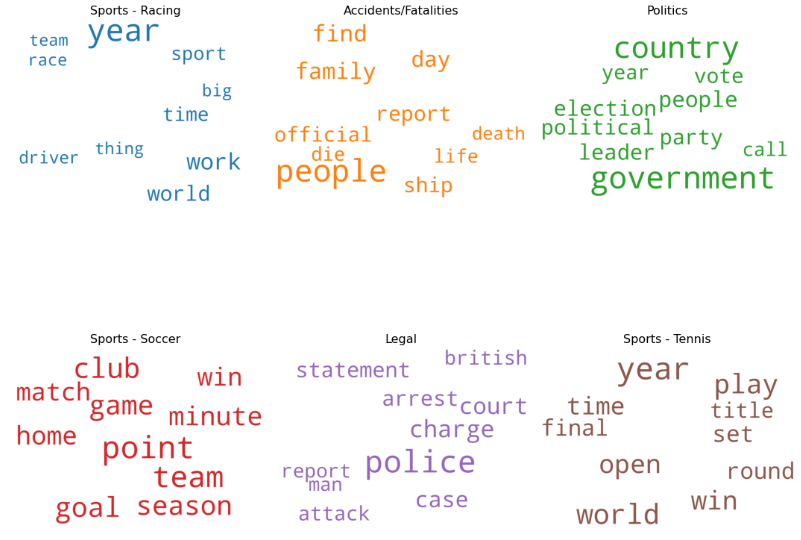 Sports - Racing
year
team
sport
race
big
time
thing
driver
work
world
Accidents/Fatalities
find
day
family
report
official
death
die
life
people
ship
Politics
country
year
vote
people
election
political
party
call
leader
government
Sports - Soccer
club
win
match
game
minute
home
point
team
goal
season
Legal
british
statement
arrest
court
charge
police
report
man
case
attack
Sports - Tennis
year
play
time
title
final
set
open
round
win
world